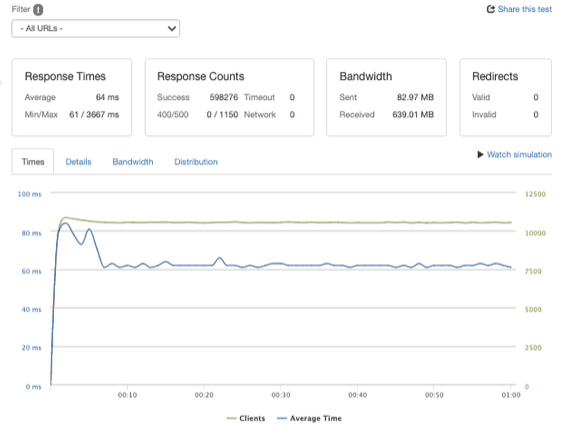 Filter !
Share this test
- All URLs -
Response Times
Average 64 ms
Min/Max 61 / 3667 ms
Response Counts
Success 598276 Timeout 0
400/500 0 / 1150 Network 0
Bandwidth
Sent 82.97 MB
Received 639.01 MB
Redirects
Valid 0
Invalid 0
Times Details Bandwidth Distribution
Watch simulation
100 ms 12500
80 ms 10000
60 ms 7500
40 ms 5000
20 ms 2500
0 ms 0
00:10 00:20 00:30 00:40 00:50 01:00
Clients Average Time